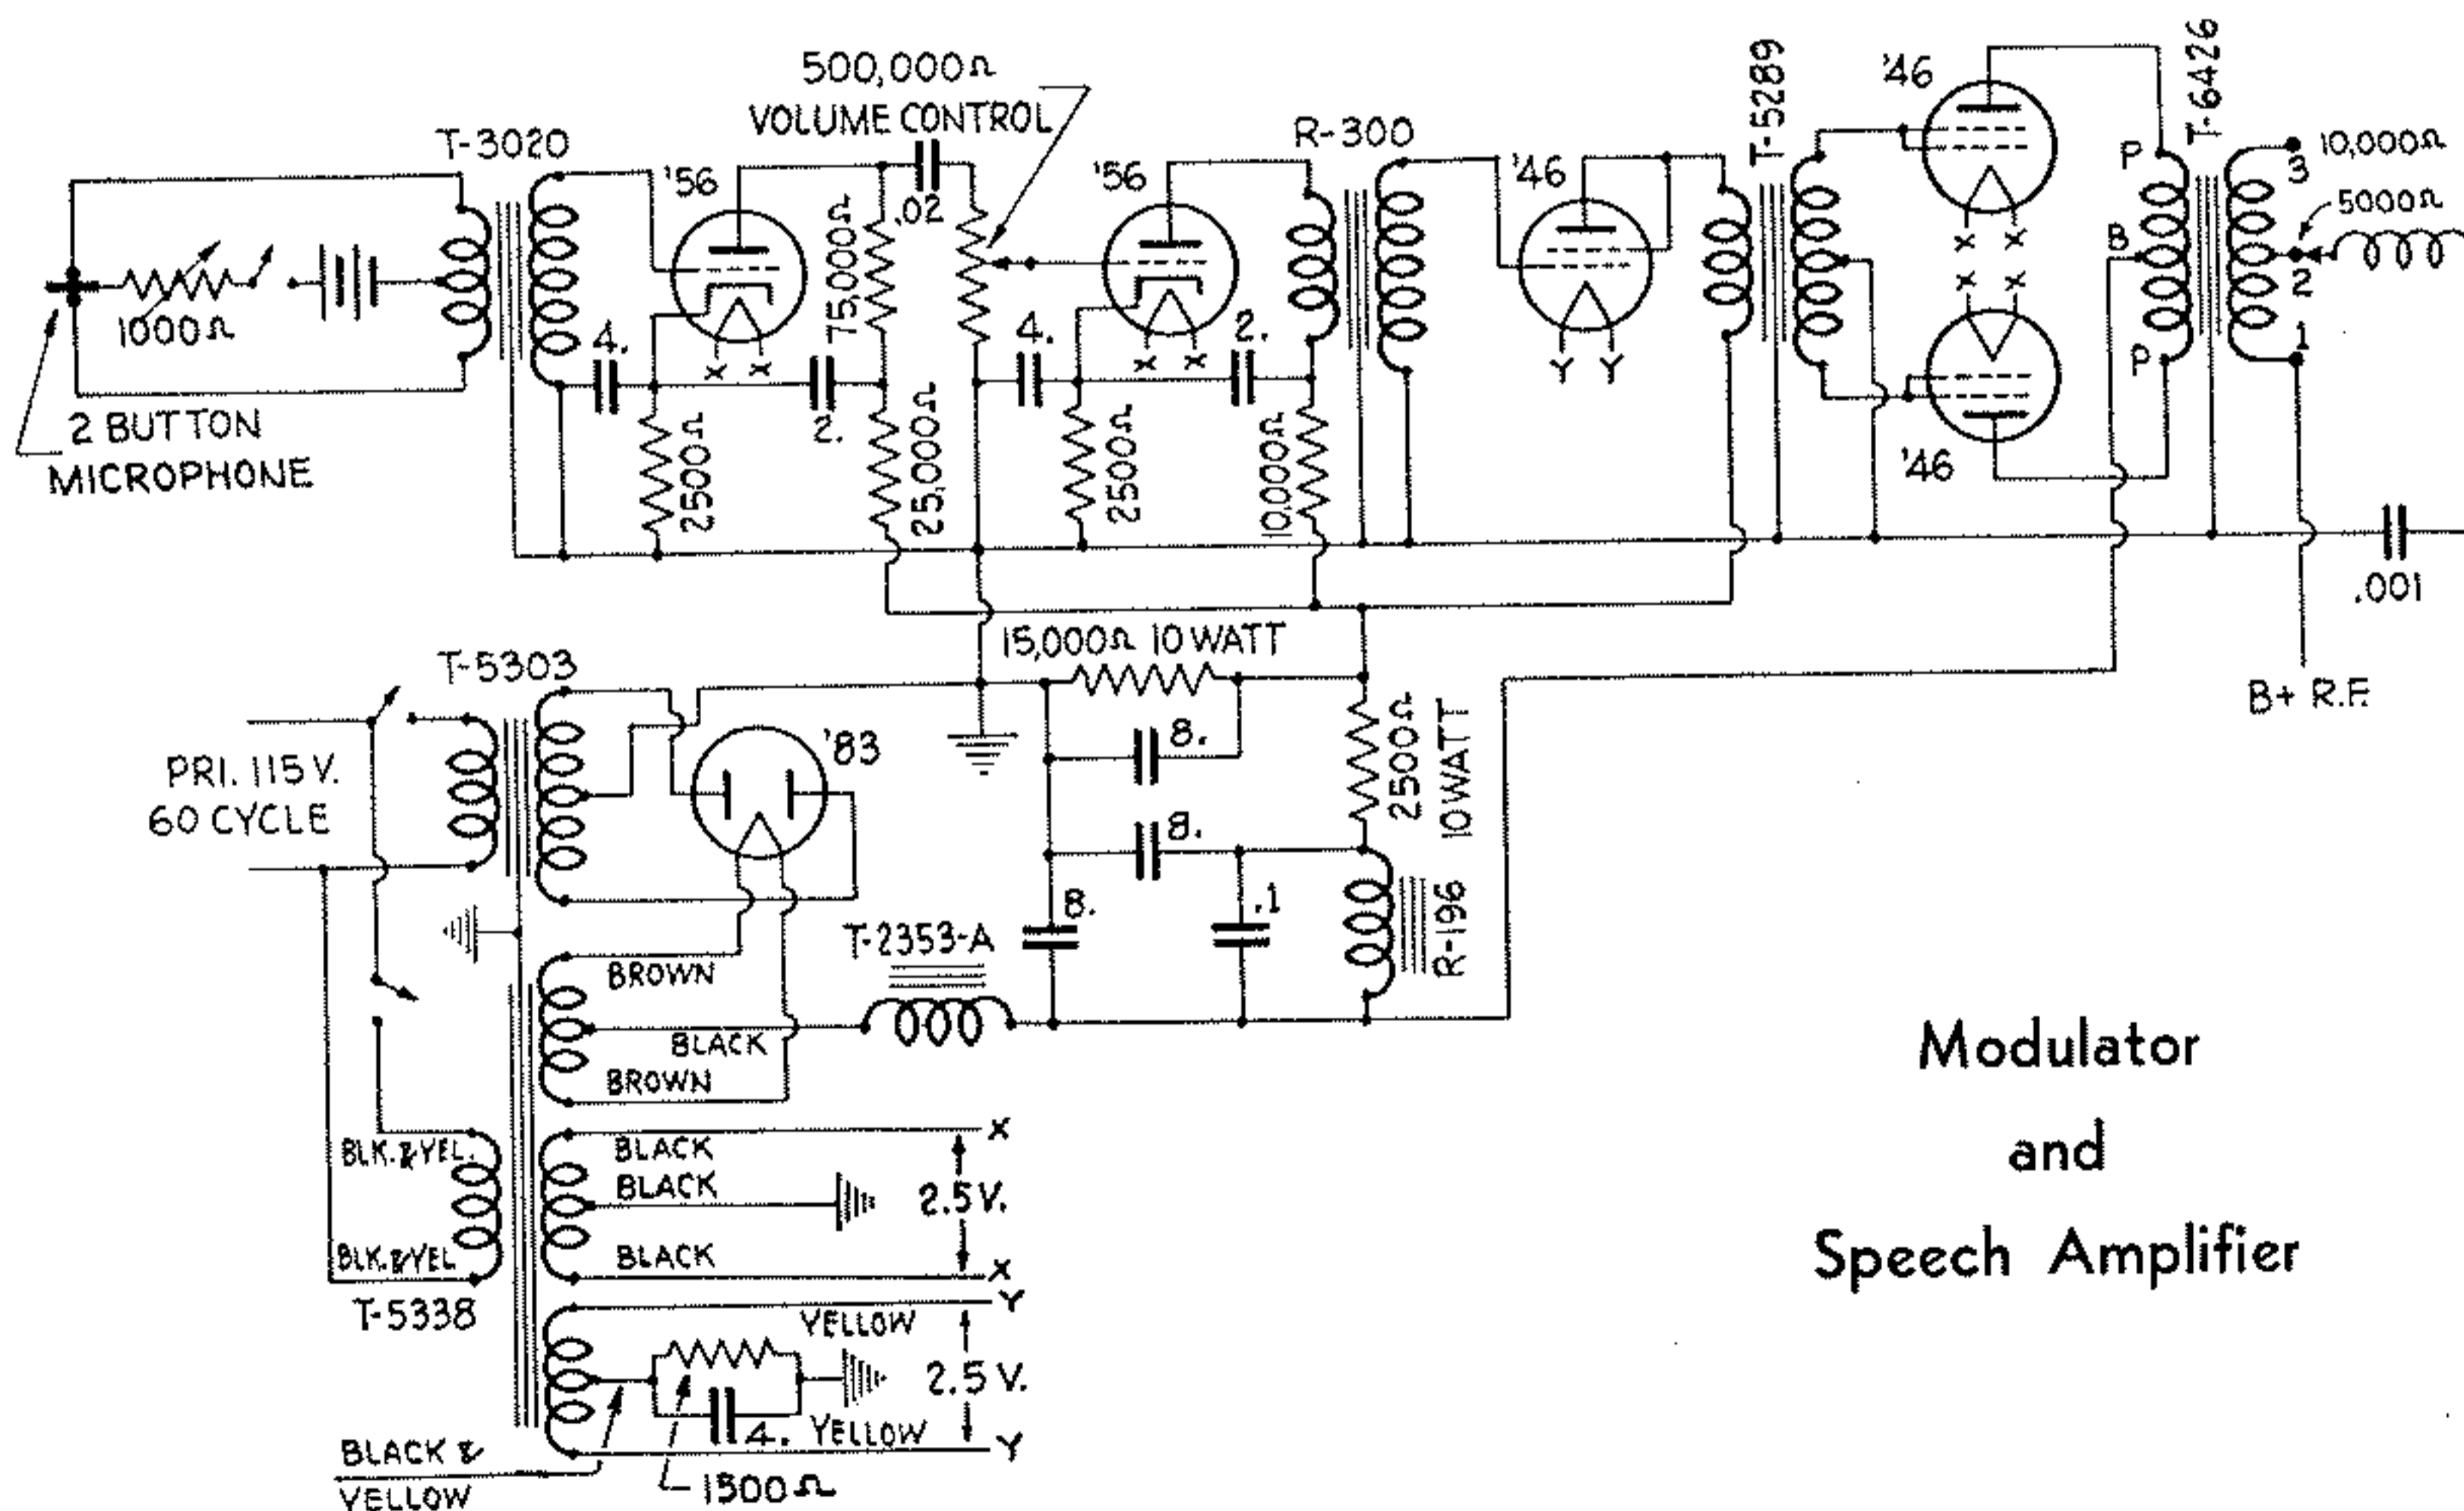 500,000Ω
VOLUME CONTROL
T-3020
'56
.02
75,000Ω
'56
R-300
'46
T-5289
'46
T-6426
P
3
10,000Ω
5000Ω
B
2
1
P
X X
X X
1000Ω
4.
X X
2.
4.
X X
2.
Y Y
2 BUTTON
MICROPHONE
2500Ω
25,000Ω
2500Ω
10,000Ω
'46
.001
B+ R.F.
15,000Ω 10 WATT
T-5303
'83
8.
2500Ω
10 WATT
PRI. 115 V.
60 CYCLE
8.
8.
.1
R-196
T-2353-A
BROWN
BLACK
BROWN
BLK. & YEL.
BLACK
X
BLACK
2.5 V.
BLK. & YEL
BLACK
X
T-5338
YELLOW
Y
2.5 V.
4.
YELLOW
Y
BLACK &
YELLOW
1500Ω
Modulator
and
Speech Amplifier